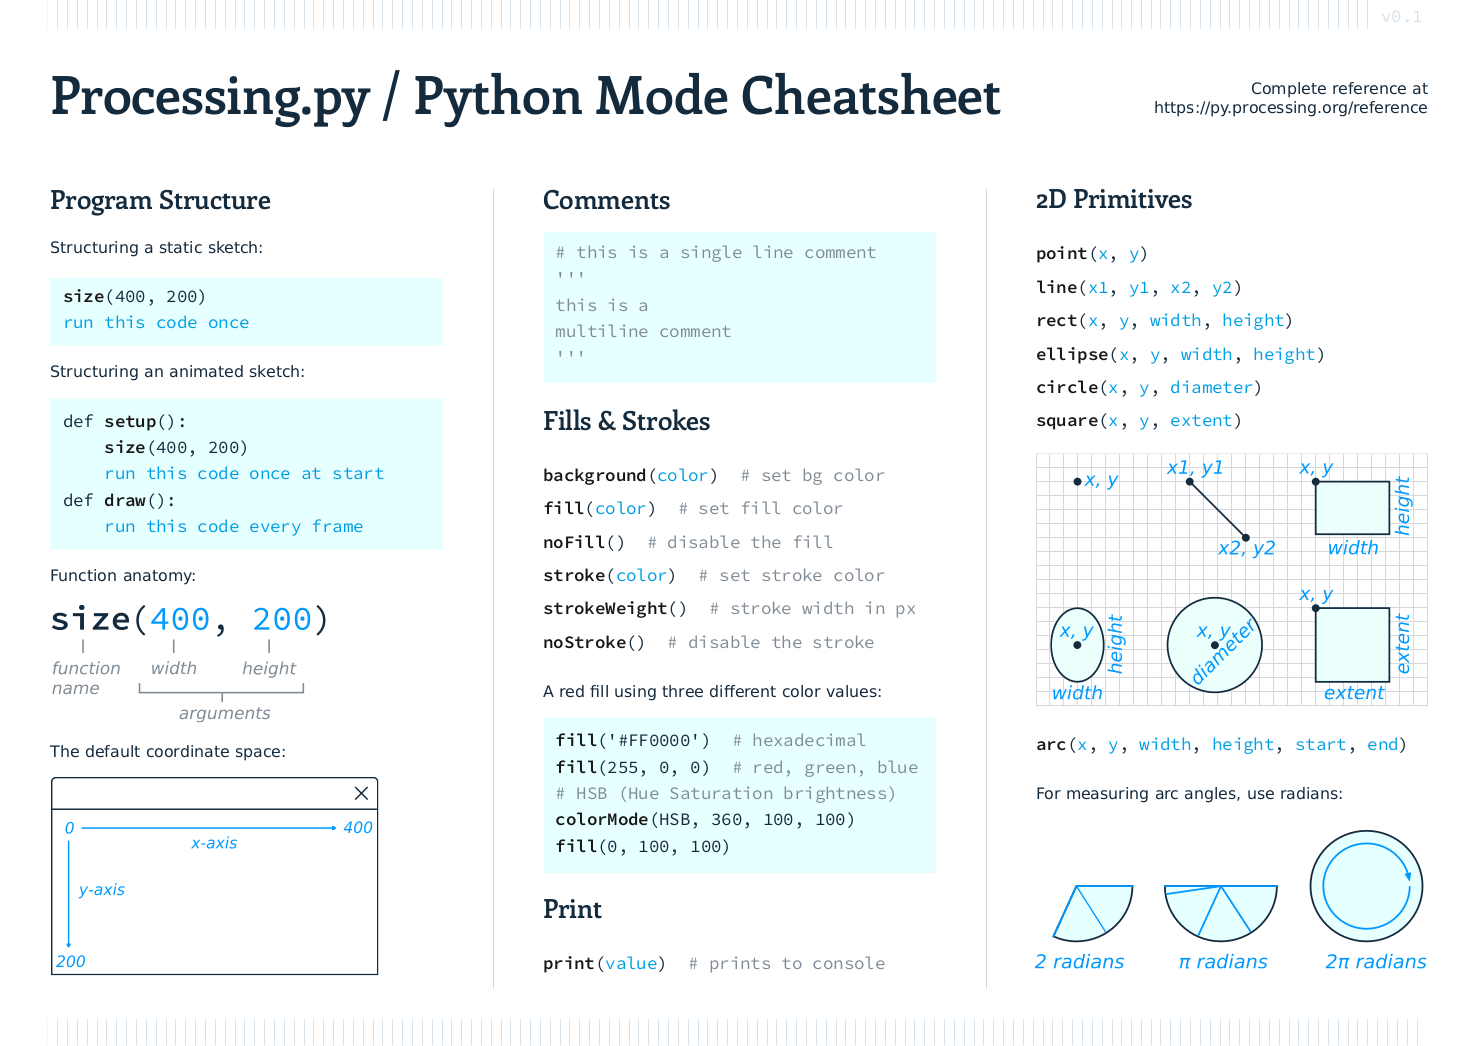 v0.1
Processing.py / Python Mode Cheatsheet
Complete reference at
https://py.processing.org/reference
Program Structure
Structuring a static sketch:
size(400, 200)
run this code once
Structuring an animated sketch:
def setup():
    size(400, 200)
    run this code once at start
def draw():
    run this code every frame
Function anatomy:
size(400, 200)
function width height
name
arguments
The default coordinate space:
0 400
x-axis
y-axis
200
Comments
# this is a single line comment
'''
this is a
multiline comment
'''
Fills & Strokes
background(color)  # set bg color
fill(color)  # set fill color
noFill()  # disable the fill
stroke(color)  # set stroke color
strokeWeight()  # stroke width in px
noStroke()  # disable the stroke
A red fill using three different color values:
fill('#FF0000')  # hexadecimal
fill(255, 0, 0)  # red, green, blue
# HSB (Hue Saturation brightness)
colorMode(HSB, 360, 100, 100)
fill(0, 100, 100)
Print
print(value)  # prints to console
2D Primitives
point(x, y)
line(x1, y1, x2, y2)
rect(x, y, width, height)
ellipse(x, y, width, height)
circle(x, y, diameter)
square(x, y, extent)
x, y
x1, y1
x2, y2
x, y
height
width
x, y
height
width
x, y
diameter
x, y
extent
extent
arc(x, y, width, height, start, end)
For measuring arc angles, use radians:
2 radians
π radians
2π radians